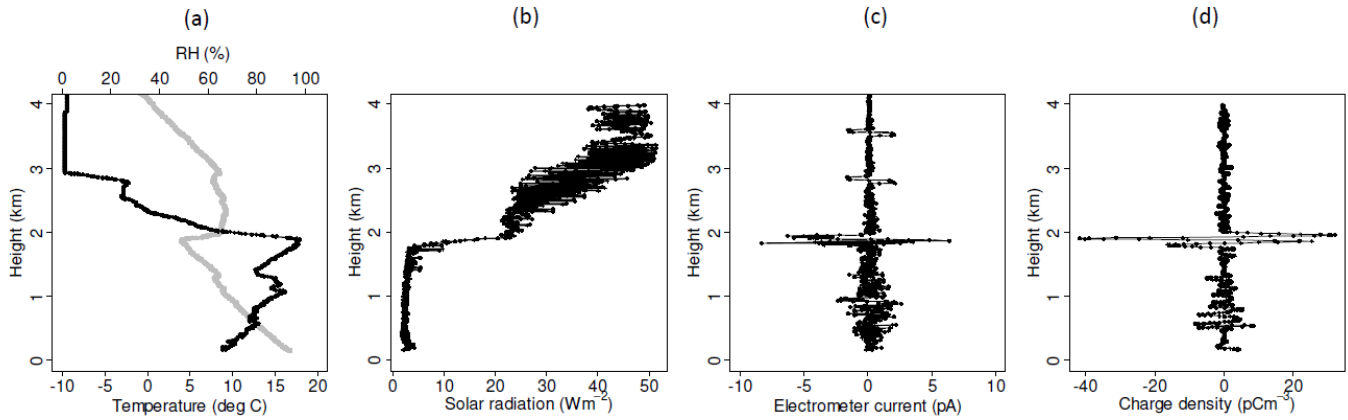 (a) (b) (c) (d)
RH (%)
0 20 40 60 80 100
Height (km)
0 1 2 3 4
-10 -5 0 5 10 15 20
Temperature (deg C)
Height (km)
0 1 2 3 4
0 10 20 30 40 50
Solar radiation (Wm⁻²)
Height (km)
0 1 2 3 4
-10 -5 0 5 10
Electrometer current (pA)
Height (km)
0 1 2 3 4
-40 -20 0 20
Charge density (pCm⁻³)